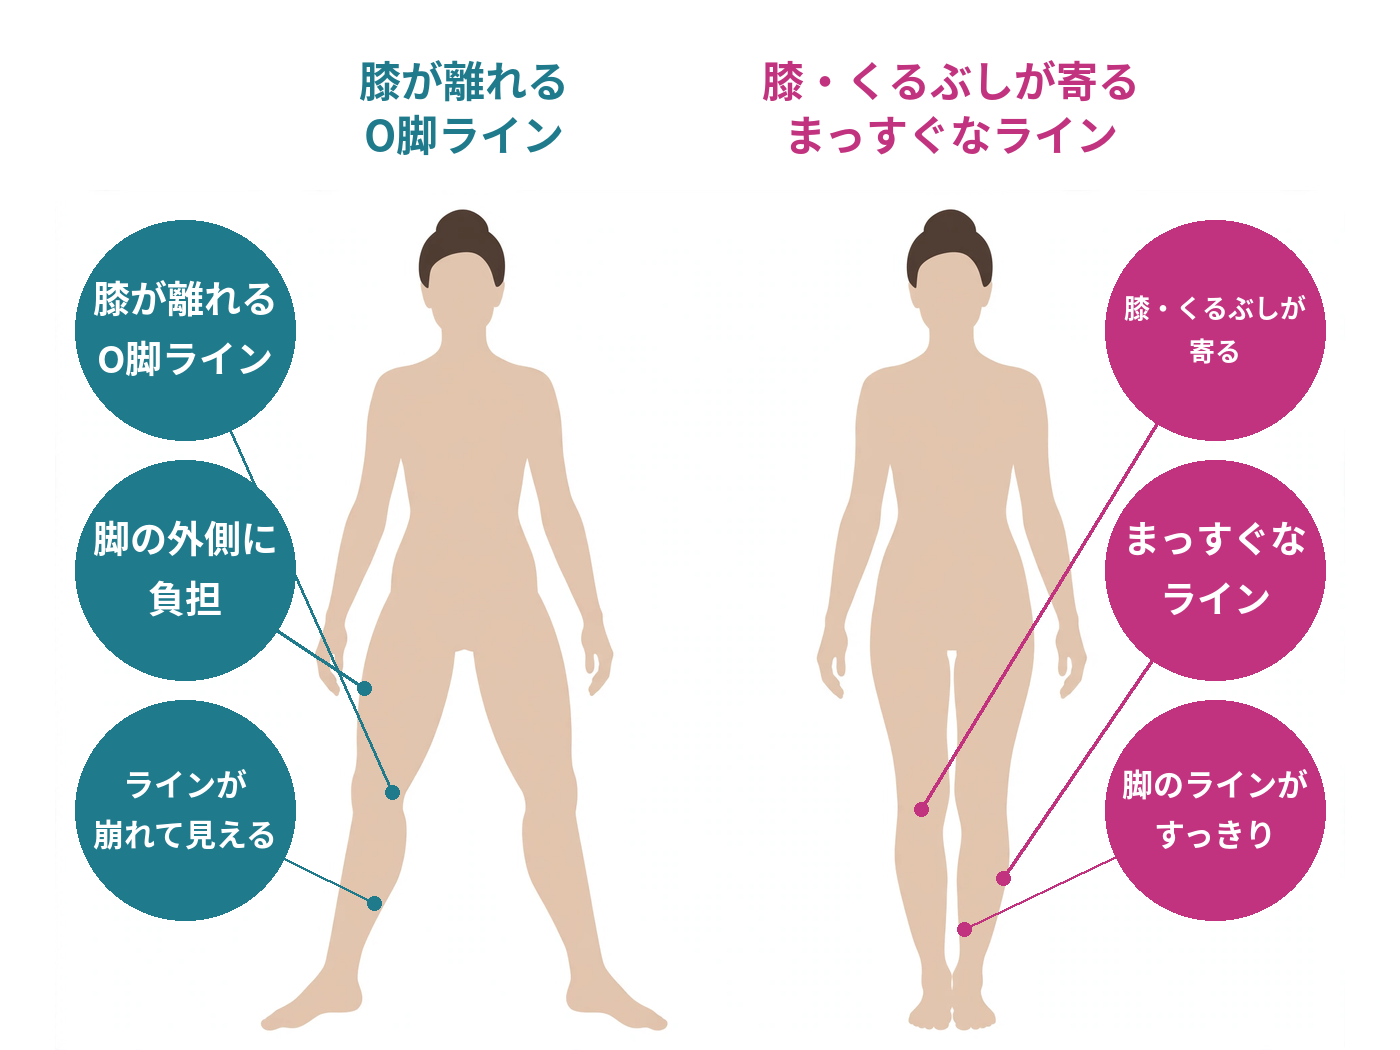 膝が離れる
O脚ライン
膝・くるぶしが寄る
まっすぐなライン
膝が離れる
O脚ライン
脚の外側に
負担
ラインが
崩れて見える
膝・くるぶしが
寄る
まっすぐな
ライン
脚のラインが
すっきり